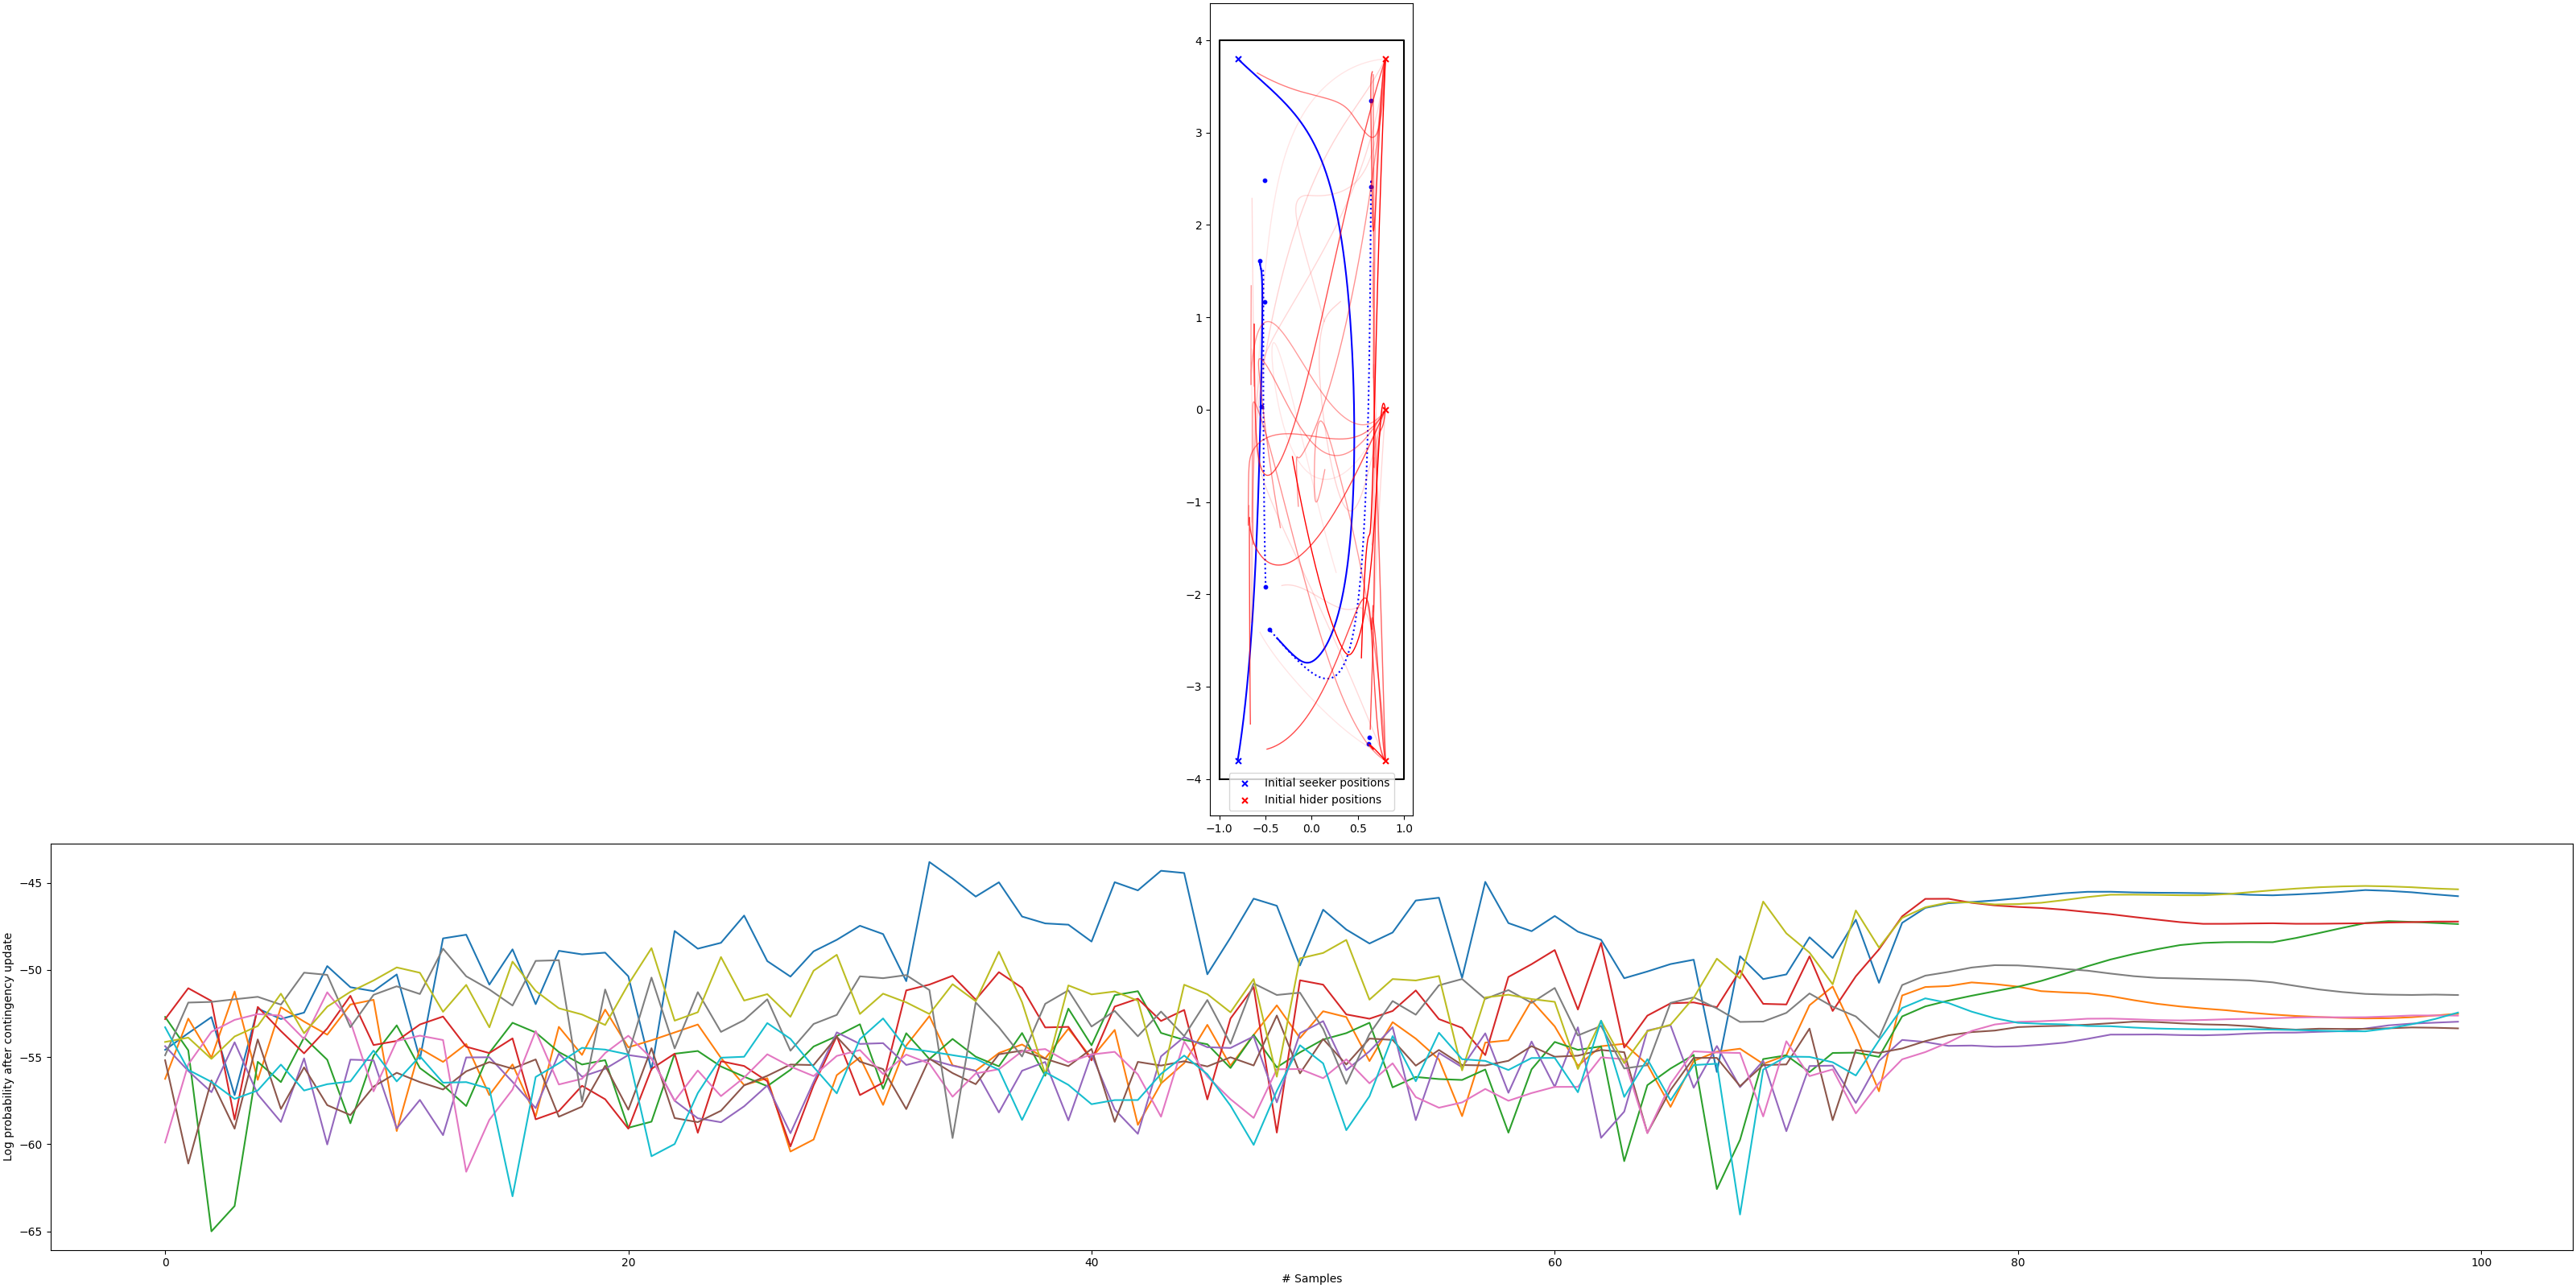 4
3
2
1
0
−1
−2
−3
−4
Initial seeker positions
Initial hider positions
−1.0 −0.5 0.0 0.5 1.0
Log probability after contingency update
−45
−50
−55
−60
−65
0 20 40 60 80 100
# Samples